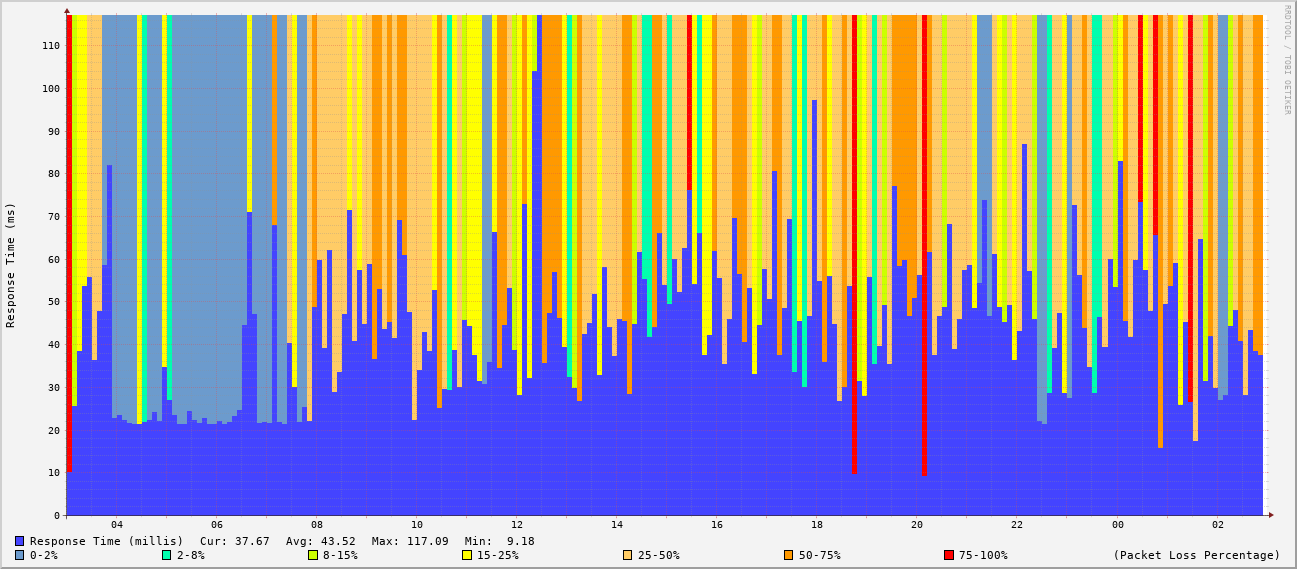 RRDTOOL / TOBI OETIKER
Response Time (ms)
110
100
90
80
70
60
50
40
30
20
10
0
04 06 08 10 12 14 16 18 20 22 00 02
Response Time (millis) Cur: 37.67 Avg: 43.52 Max: 117.09 Min: 9.18
0-2% 2-8% 8-15% 15-25% 25-50% 50-75% 75-100% (Packet Loss Percentage)